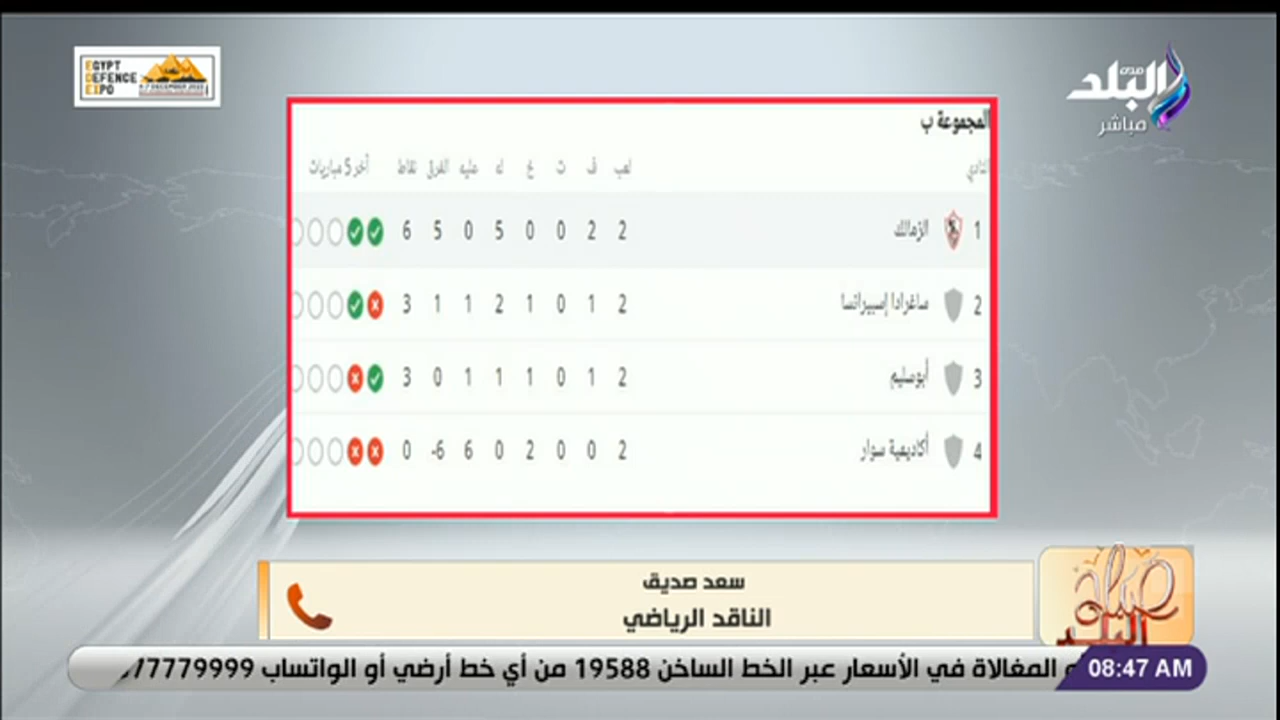 EGYPT
DEFENCE
EXPO
صدى البلد
مباشر
المجموعة ب
النادي لعب ف ت خ له عليه الفرق نقاط آخر 5 مباريات
1 الزمالك 2 2 0 0 5 0 5 6
2 ساغرادا إسبيرانسا 2 1 0 1 2 1 1 3
3 أبوسليم 2 1 0 1 1 1 0 3
4 أكاديمية سوار 2 0 0 2 0 6 -6 0
سعد صديق
الناقد الرياضي
صباح البلد
المغالاة في الأسعار عبر الخط الساخن 19588 من أي خط أرضي أو الواتساب 77779999
08:47 AM